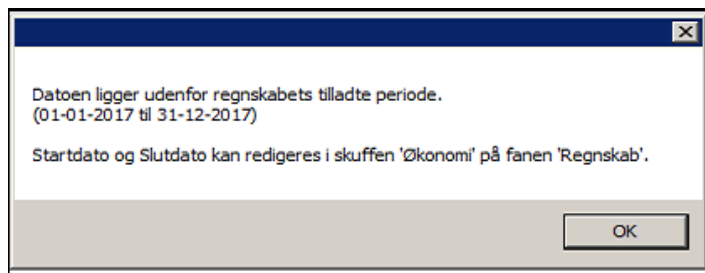 Datoen ligger udenfor regnskabets tilladte periode.
(01-01-2017 til 31-12-2017)
Startdato og Slutdato kan redigeres i skuffen 'Økonomi' på fanen 'Regnskab'.
OK